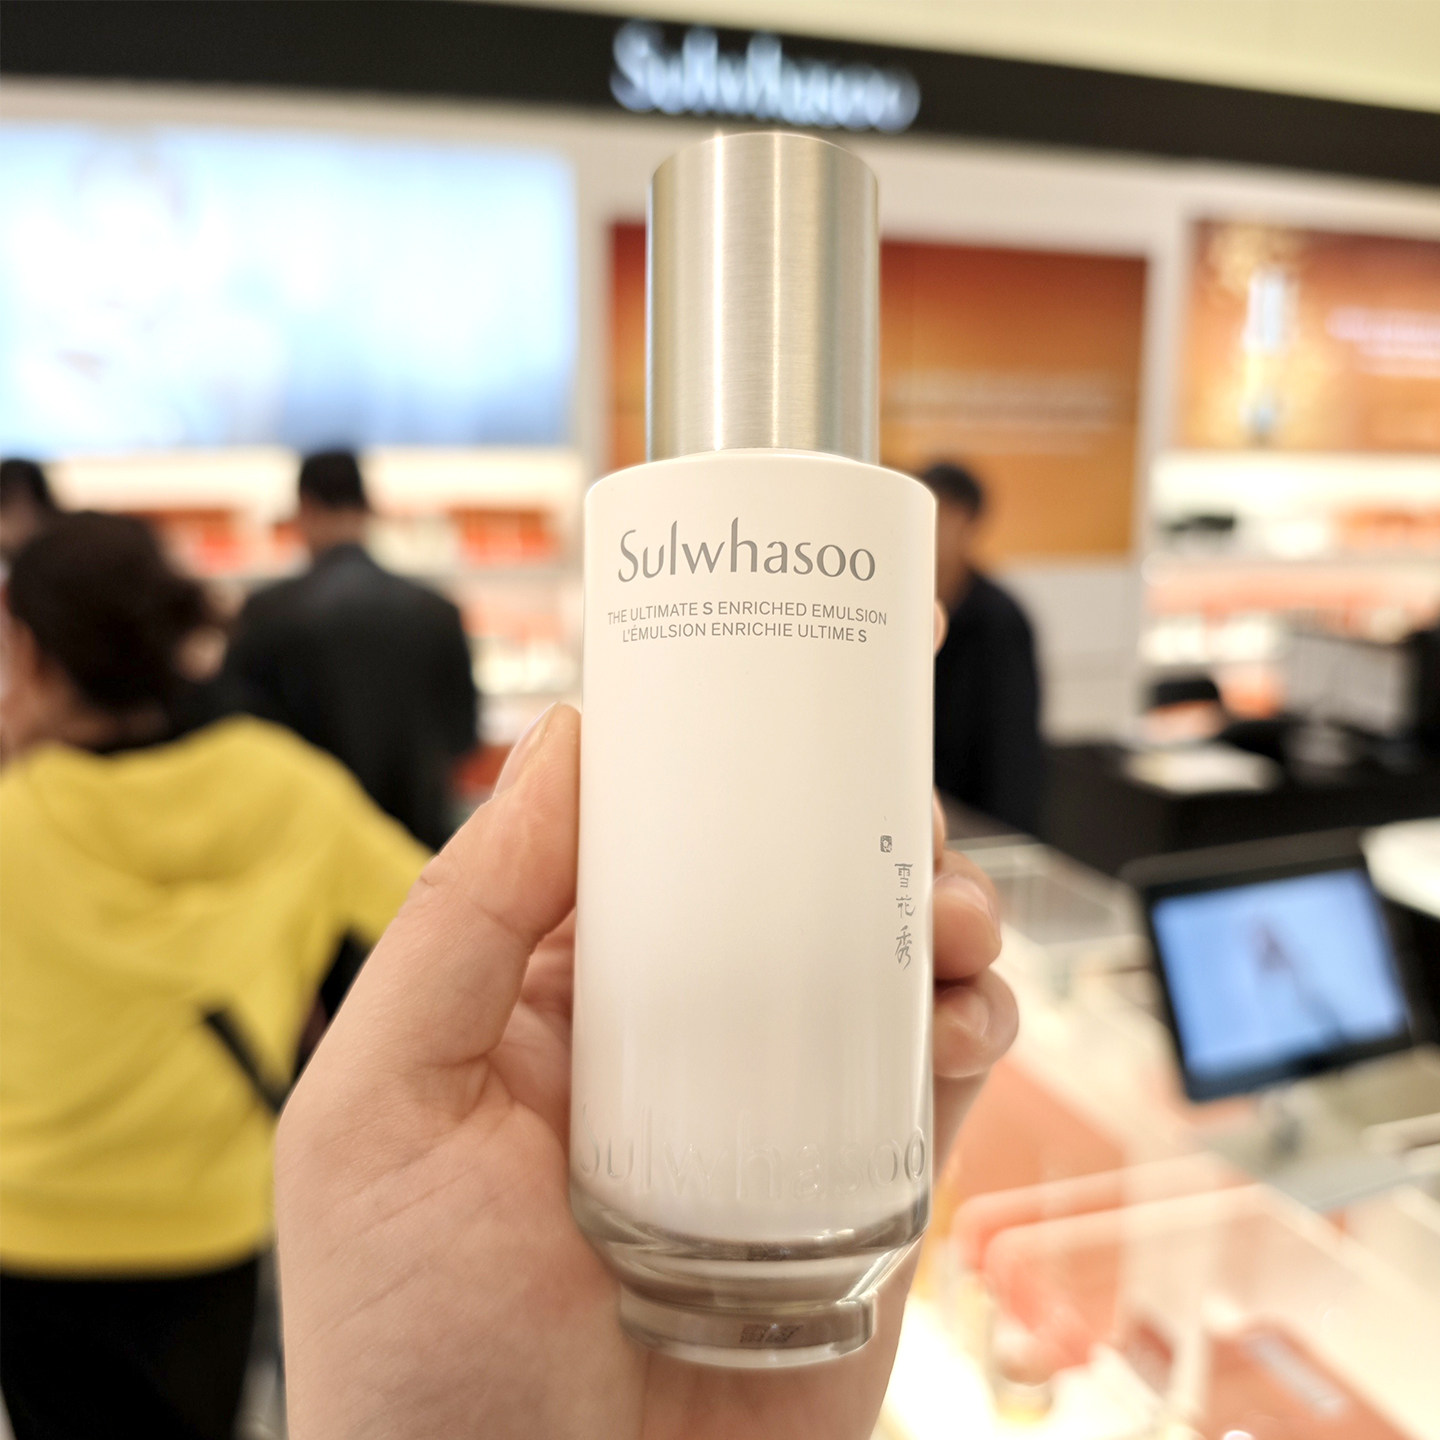 Sulwhasoo
Sulwhasoo
THE ULTIMATE S ENRICHED EMULSION
L'ÉMULSION ENRICHIE ULTIME S
雪花秀
Sulwhasoo